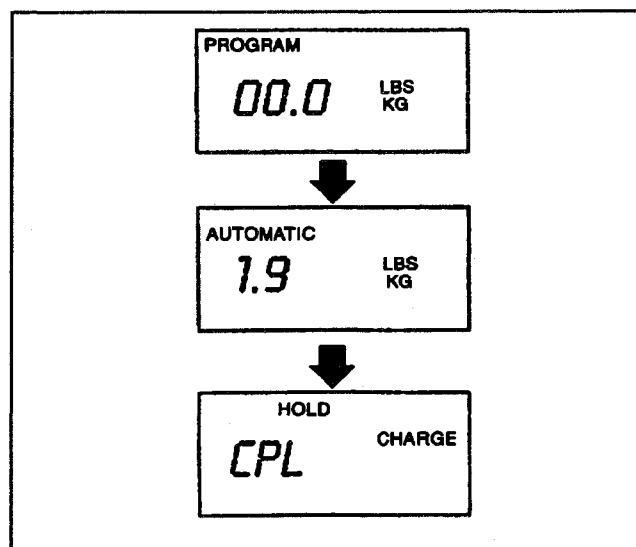 PROGRAM
00.0 LBS
KG
AUTOMATIC
1.9 LBS
KG
HOLD
CPL CHARGE